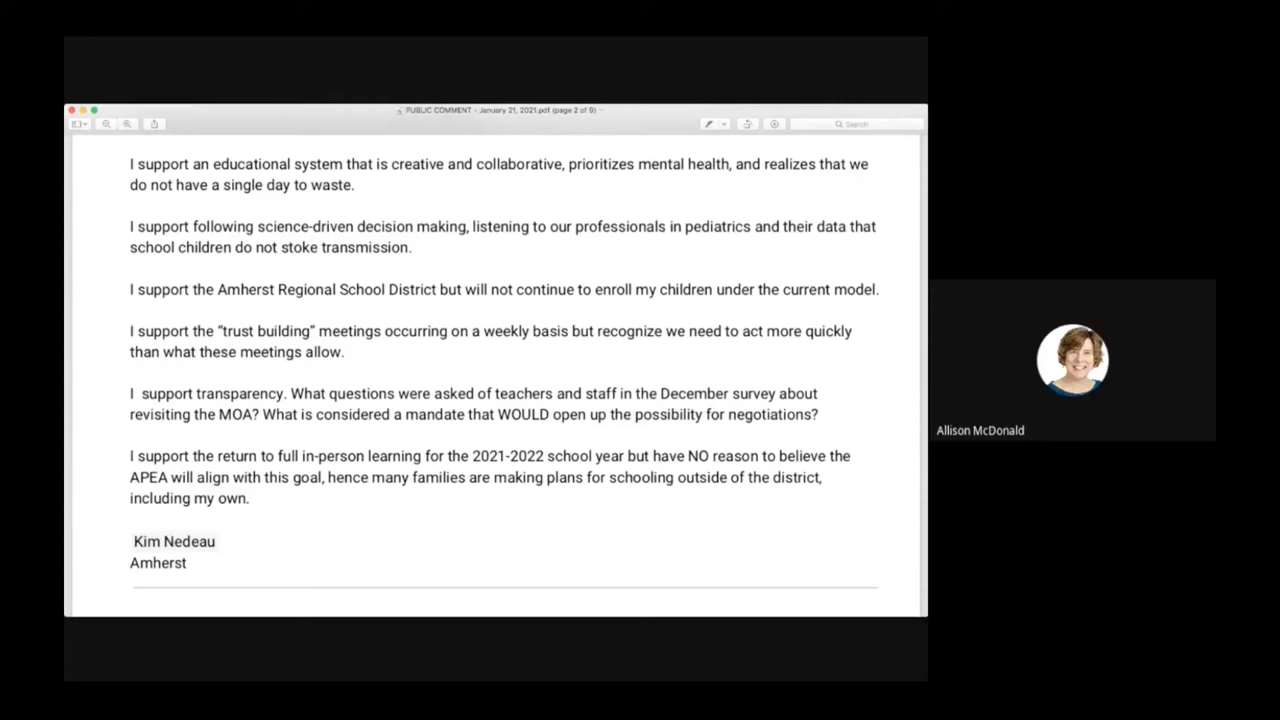 PUBLIC COMMENT - January 21, 2021.pdf (page 2 of 9)
Search
I support an educational system that is creative and collaborative, prioritizes mental health, and realizes that we
do not have a single day to waste.
I support following science-driven decision making, listening to our professionals in pediatrics and their data that
school children do not stoke transmission.
I support the Amherst Regional School District but will not continue to enroll my children under the current model.
I support the “trust building” meetings occurring on a weekly basis but recognize we need to act more quickly
than what these meetings allow.
I  support transparency. What questions were asked of teachers and staff in the December survey about
revisiting the MOA? What is considered a mandate that WOULD open up the possibility for negotiations?
I support the return to full in-person learning for the 2021-2022 school year but have NO reason to believe the
APEA will align with this goal, hence many families are making plans for schooling outside of the district,
including my own.
Kim Nedeau
Amherst
Allison McDonald